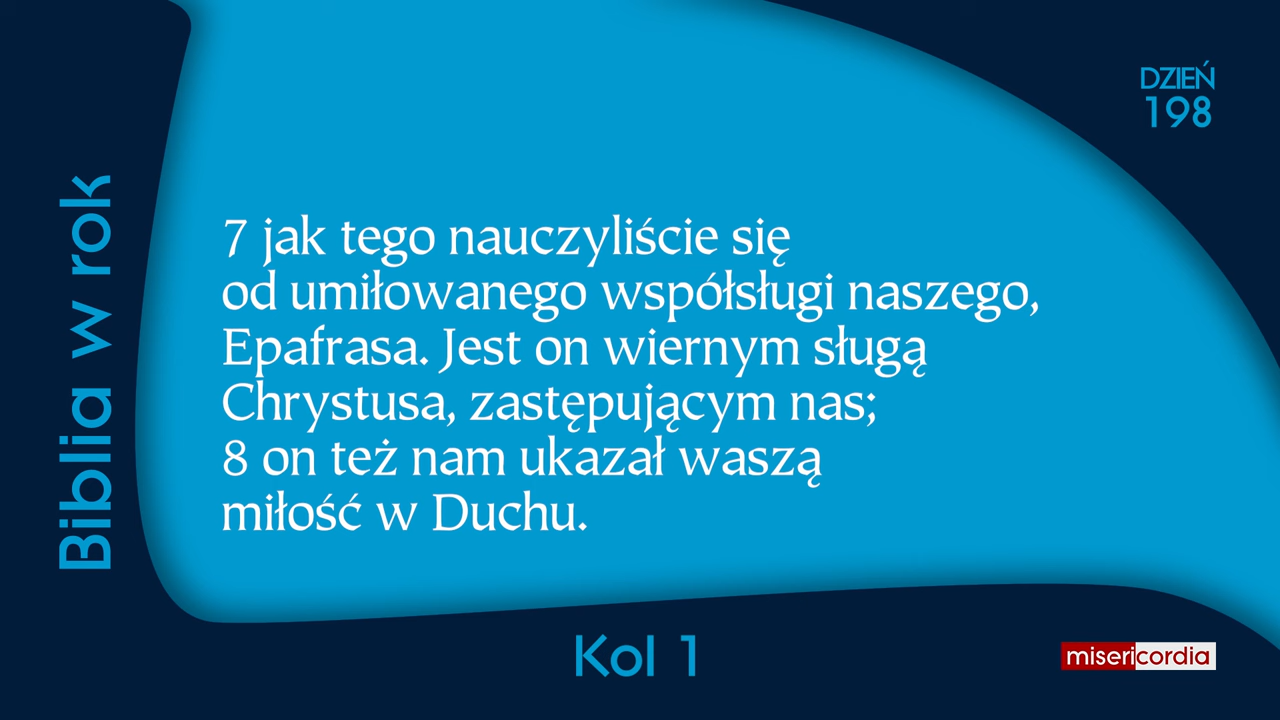 DZIEŃ
198
Biblia w rok
7 jak tego nauczyliście się
od umiłowanego współsługi naszego,
Epafrasa. Jest on wiernym sługą
Chrystusa, zastępującym nas;
8 on też nam ukazał waszą
miłość w Duchu.
Kol 1
misericordia